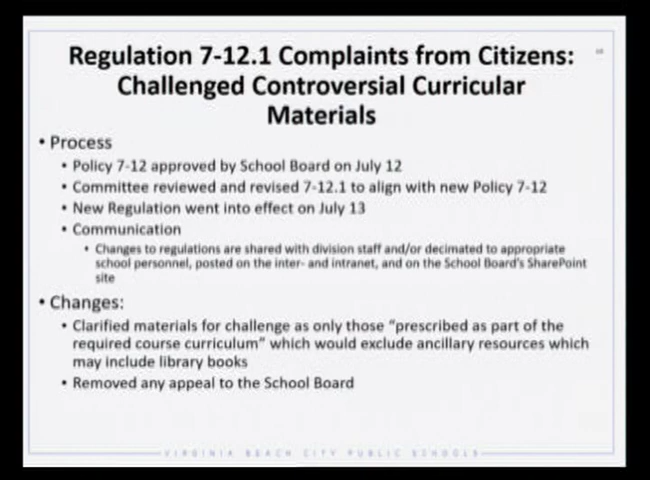 Regulation 7-12.1 Complaints from Citizens:
Challenged Controversial Curricular
Materials
• Process
• Policy 7-12 approved by School Board on July 12
• Committee reviewed and revised 7-12.1 to align with new Policy 7-12
• New Regulation went into effect on July 13
• Communication
• Changes to regulations are shared with division staff and/or decimated to appropriate
school personnel, posted on the inter- and intranet, and on the School Board's SharePoint
site
• Changes:
• Clarified materials for challenge as only those "prescribed as part of the
required course curriculum" which would exclude ancillary resources which
may include library books
• Removed any appeal to the School Board
VIRGINIA BEACH CITY PUBLIC SCHOOLS